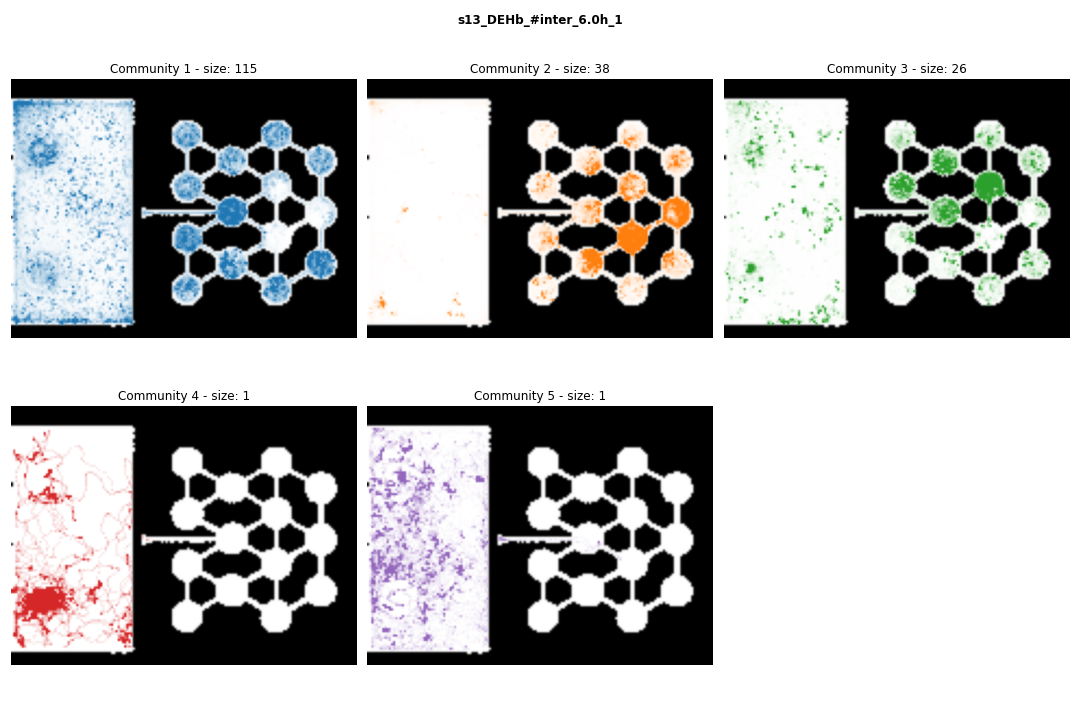 s13_DEHb_#inter_6.0h_1
Community 1 - size: 115
Community 2 - size: 38
Community 3 - size: 26
Community 4 - size: 1
Community 5 - size: 1